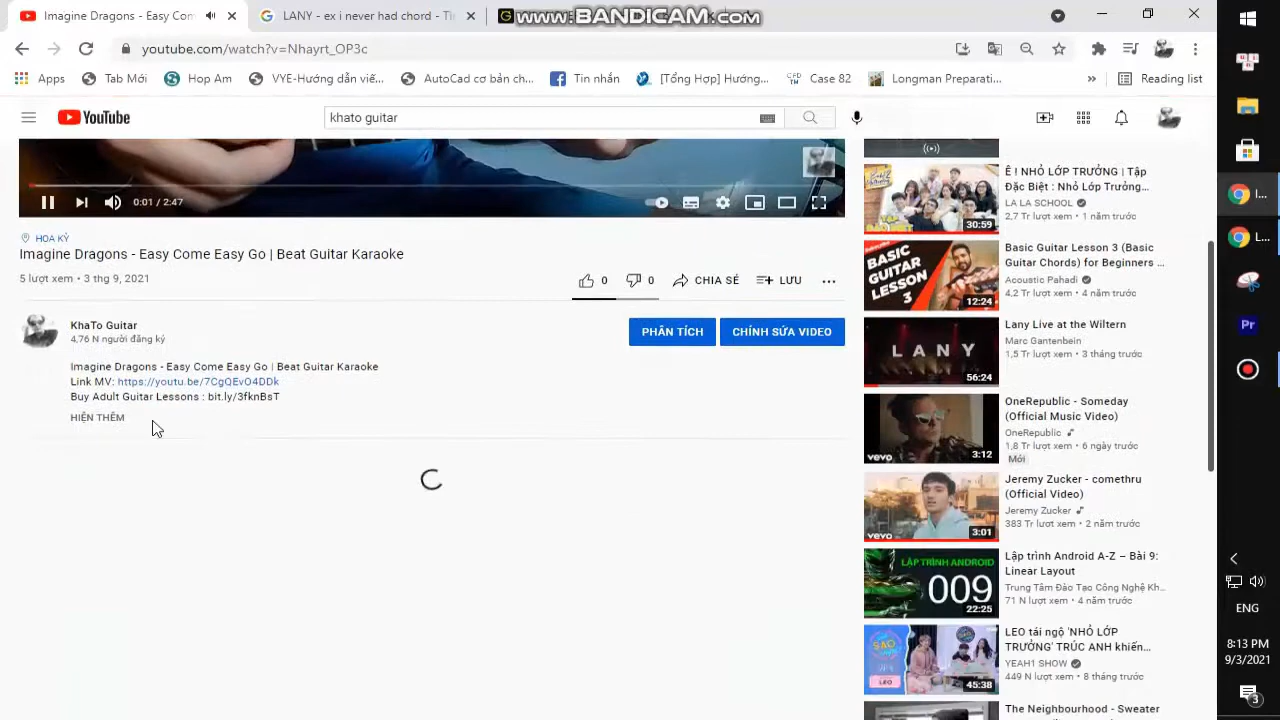 Imagine Dragons - Easy Come Easy Go
LANY - ex i never had chord - Ti
www.BANDICAM.com
youtube.com/watch?v=Nhayrt_OP3c
Apps
Tab Mới
Hop Am
VYE-Hướng dẫn viế...
AutoCad cơ bản ch...
Tin nhắn
[Tổng Hợp] Hướng...
Case 82
Longman Preparati...
»
Reading list
YouTube
khato guitar
0:01 / 2:47
HOA KỲ
Imagine Dragons - Easy Come Easy Go | Beat Guitar Karaoke
5 lượt xem • 3 thg 9, 2021
0
0
CHIA SẺ
LƯU
KhaTo Guitar
4,76 N người đăng ký
PHÂN TÍCH
CHỈNH SỬA VIDEO
Imagine Dragons - Easy Come Easy Go | Beat Guitar Karaoke
Link MV: https://youtu.be/7CgQEvO4DDk
Buy Adult Guitar Lessons : bit.ly/3fknBsT
HIỆN THÊM
30:59
Ê ! NHỎ LỚP TRƯỞNG | Tập
Đặc Biệt : Nhỏ Lớp Trưởng...
LA LA SCHOOL
2,7 Tr lượt xem • 1 năm trước
BASIC
GUITAR
LESSON
3
12:24
Basic Guitar Lesson 3 (Basic
Guitar Chords) for Beginners ...
Acoustic Pahadi
4,2 Tr lượt xem • 4 năm trước
LANY
56:24
Lany Live at the Wiltern
Marc Gantenbein
1,5 Tr lượt xem • 3 tháng trước
vevo
3:12
OneRepublic - Someday
(Official Music Video)
OneRepublic
1,8 Tr lượt xem • 6 ngày trước
Mới
vevo
3:01
Jeremy Zucker - comethru
(Official Video)
Jeremy Zucker
383 Tr lượt xem • 2 năm trước
LẬP TRÌNH ANDROID
009
22:25
Lập trình Android A-Z – Bài 9:
Linear Layout
Trung Tâm Đào Tạo Công Nghệ Kh...
71 N lượt xem • 4 năm trước
LEO
45:38
LEO tái ngộ 'NHỎ LỚP
TRƯỞNG' TRÚC ANH khiến...
YEAH1 SHOW
449 N lượt xem • 8 tháng trước
The Neighbourhood - Sweater
I...
L...
Pr
ENG
8:13 PM
9/3/2021
3